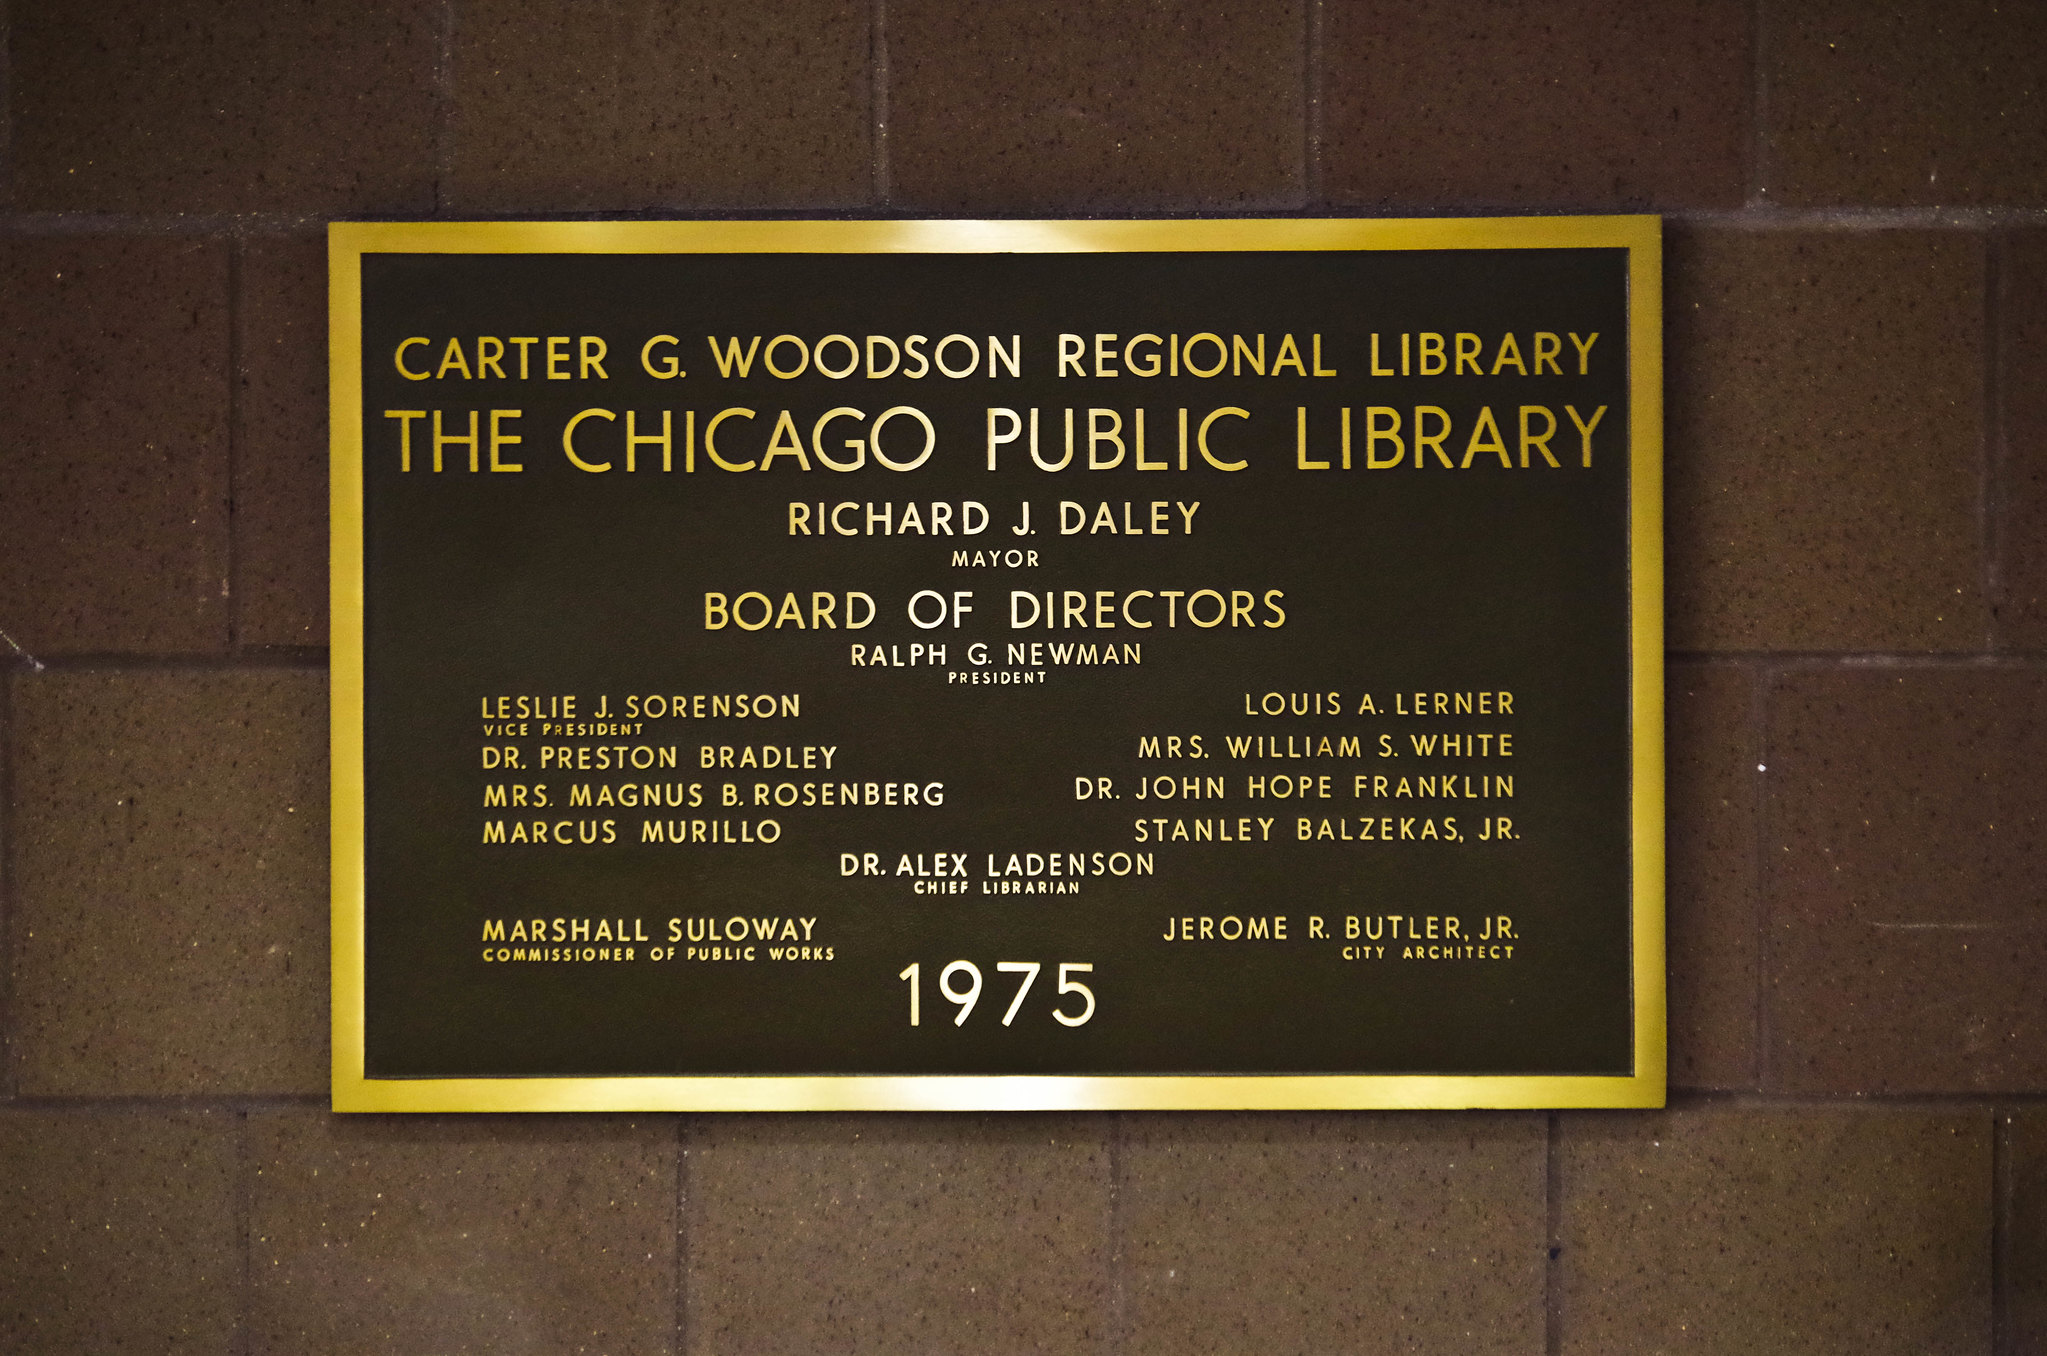 CARTER G. WOODSON REGIONAL LIBRARY
THE CHICAGO PUBLIC LIBRARY
RICHARD J. DALEY
MAYOR
BOARD OF DIRECTORS
RALPH G. NEWMAN
PRESIDENT
LESLIE J. SORENSON
VICE PRESIDENT
DR. PRESTON BRADLEY
MRS. MAGNUS B. ROSENBERG
MARCUS MURILLO
LOUIS A. LERNER
MRS. WILLIAM S. WHITE
DR. JOHN HOPE FRANKLIN
STANLEY BALZEKAS, JR.
DR. ALEX LADENSON
CHIEF LIBRARIAN
MARSHALL SULOWAY
COMMISSIONER OF PUBLIC WORKS
JEROME R. BUTLER, JR.
CITY ARCHITECT
1975